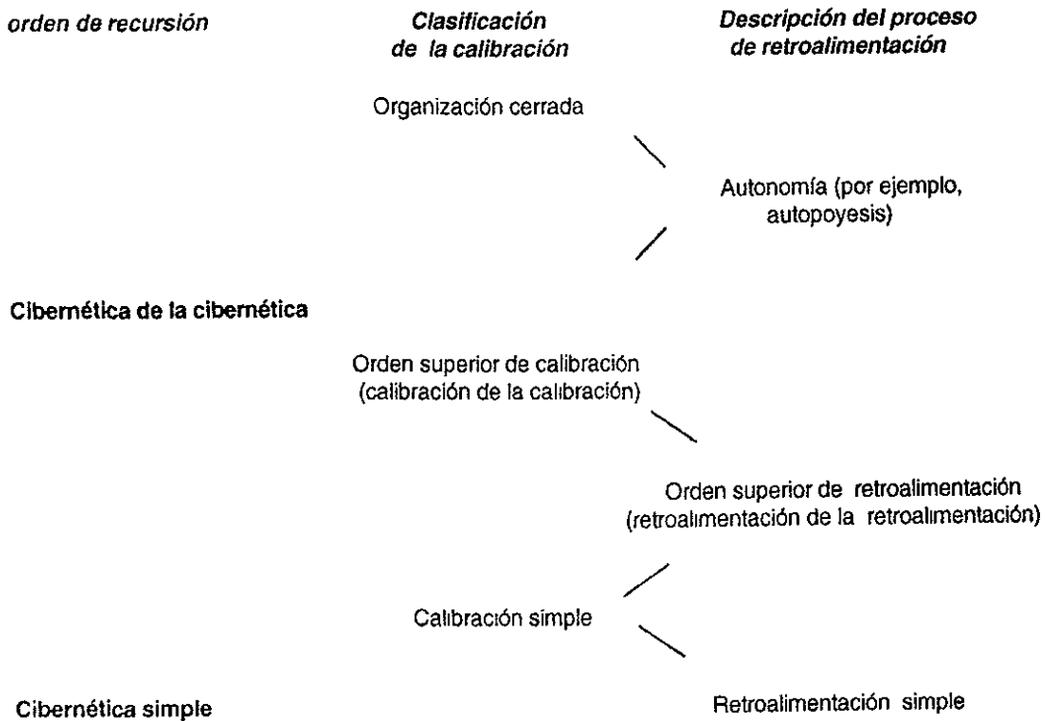 orden de recursión
Clasificación
de la calibración
Descripción del proceso
de retroalimentación
Organización cerrada
Autonomía (por ejemplo,
autopoyesis)
Cibernética de la cibernética
Orden superior de calibración
(calibración de la calibración)
Orden superior de retroalimentación
(retroalimentación de la retroalimentación)
Calibración simple
Cibernética simple
Retroalimentación simple